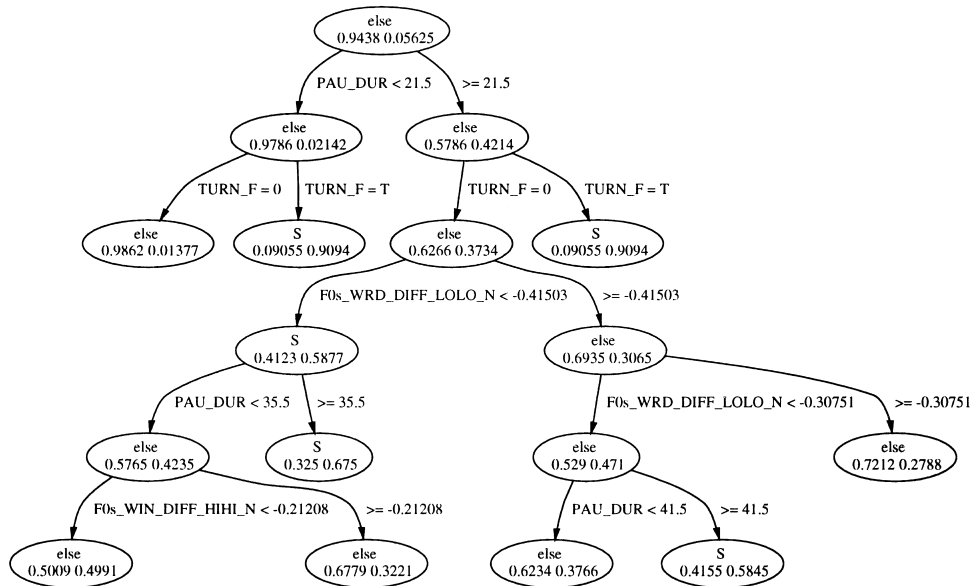 else
0.9438 0.05625
PAU_DUR < 21.5
>= 21.5
else
0.9786 0.02142
else
0.5786 0.4214
TURN_F = 0
TURN_F = T
TURN_F = 0
TURN_F = T
else
0.9862 0.01377
S
0.09055 0.9094
else
0.6266 0.3734
S
0.09055 0.9094
F0s_WRD_DIFF_LOLO_N < -0.41503
>= -0.41503
S
0.4123 0.5877
else
0.6935 0.3065
PAU_DUR < 35.5
>= 35.5
F0s_WRD_DIFF_LOLO_N < -0.30751
>= -0.30751
else
0.5765 0.4235
S
0.325 0.675
else
0.529 0.471
else
0.7212 0.2788
F0s_WIN_DIFF_HIHI_N < -0.21208
>= -0.21208
PAU_DUR < 41.5
>= 41.5
else
0.5009 0.4991
else
0.6779 0.3221
else
0.6234 0.3766
S
0.4155 0.5845